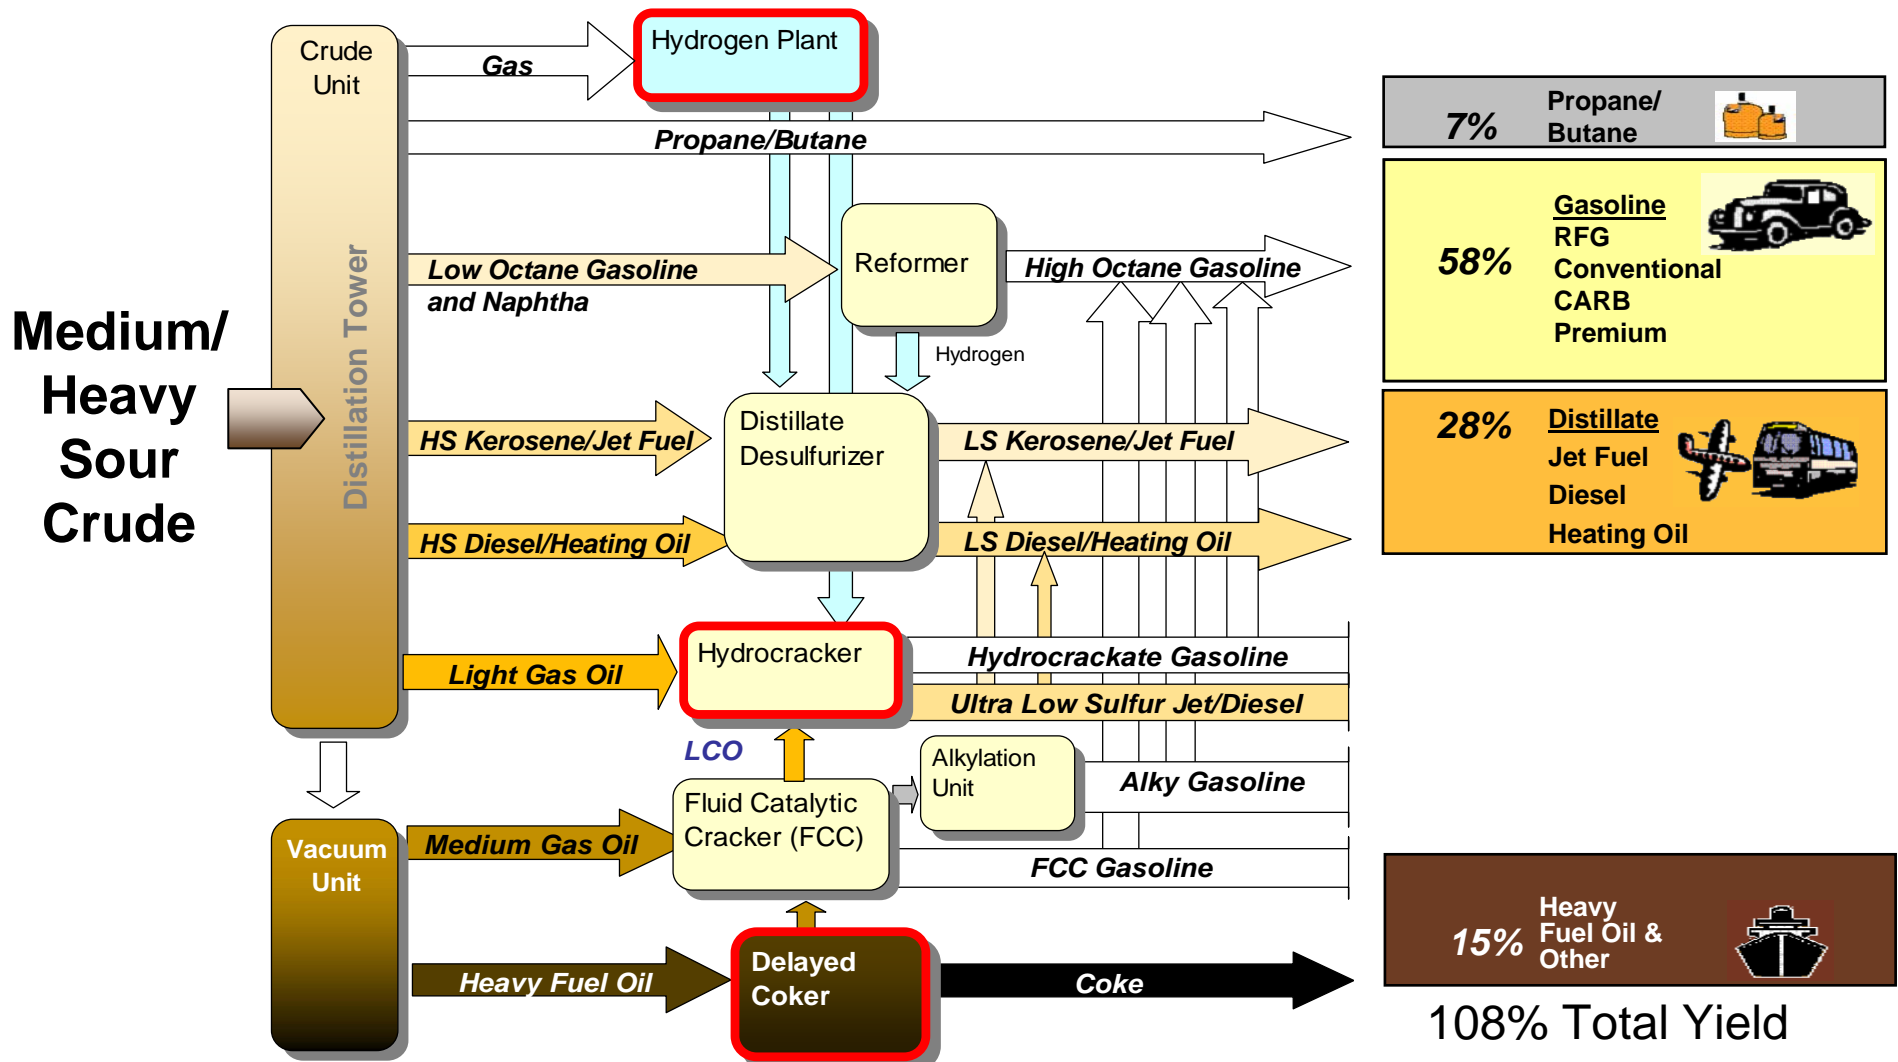 Medium/
Heavy
Sour
Crude
Crude
Unit
Distillation Tower
Vacuum
Unit
Gas
Hydrogen Plant
Propane/Butane
Low Octane Gasoline
and Naphtha
Reformer
High Octane Gasoline
Hydrogen
HS Kerosene/Jet Fuel
Distillate
Desulfurizer
LS Kerosene/Jet Fuel
HS Diesel/Heating Oil
LS Diesel/Heating Oil
Light Gas Oil
Hydrocracker
Hydrocrackate Gasoline
Ultra Low Sulfur Jet/Diesel
LCO
Alkylation
Unit
Alky Gasoline
Medium Gas Oil
Fluid Catalytic
Cracker (FCC)
FCC Gasoline
Heavy Fuel Oil
Delayed
Coker
Coke
7%
Propane/
Butane
58%
Gasoline
RFG
Conventional
CARB
Premium
28%
Distillate
Jet Fuel
Diesel
Heating Oil
15%
Heavy
Fuel Oil &
Other
108% Total Yield